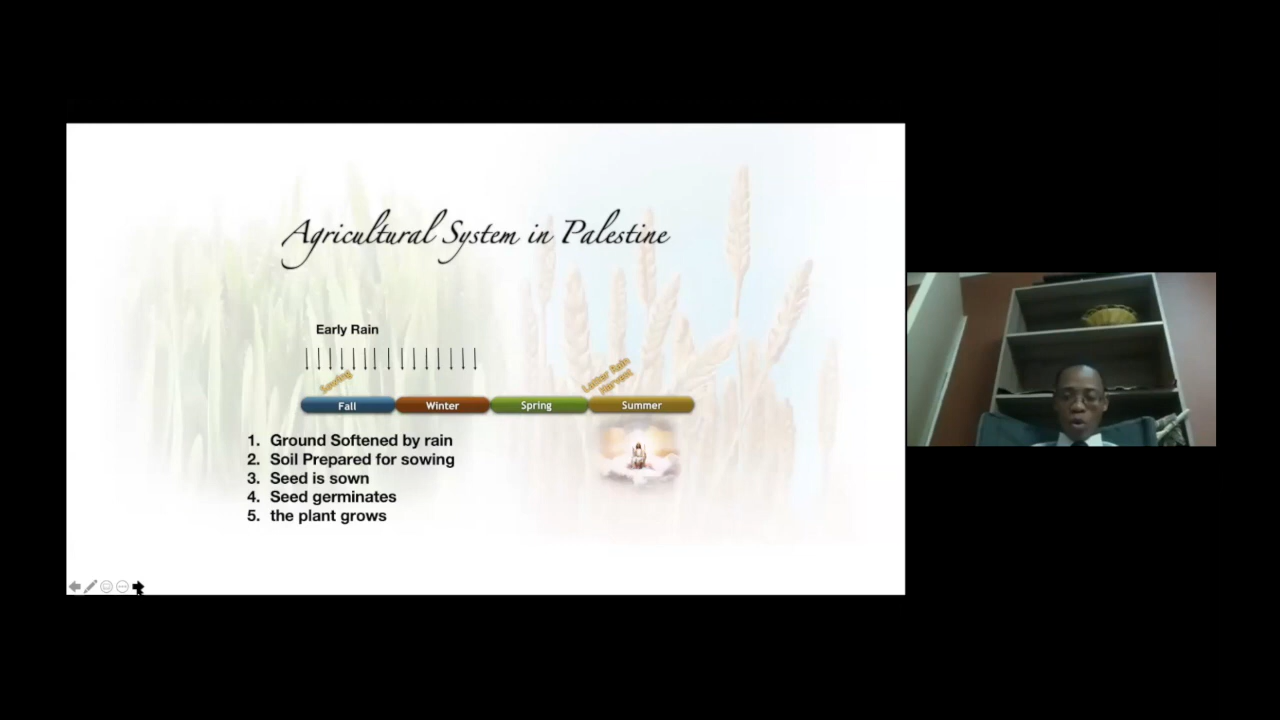 Agricultural System in Palestine
Early Rain
Sowing
Latter Rain
Harvest
Fall
Winter
Spring
Summer
1. Ground Softened by rain
2. Soil Prepared for sowing
3. Seed is sown
4. Seed germinates
5. the plant grows